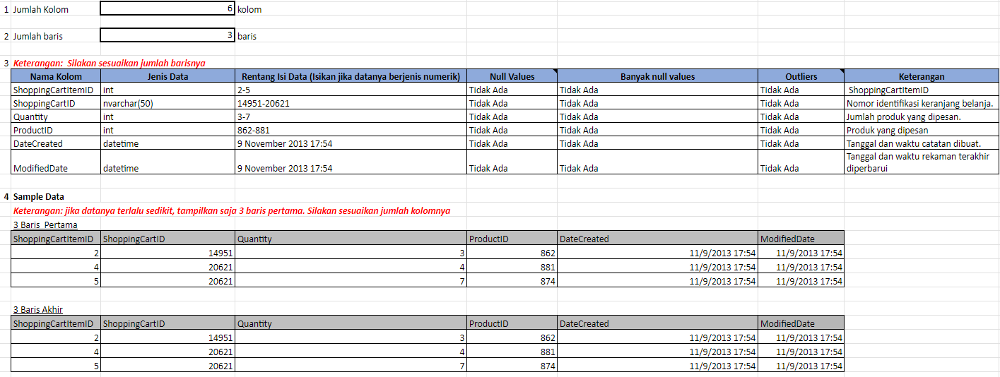 1 Jumlah Kolom 6 kolom
2 Jumlah baris 3 baris
3 Keterangan: Silakan sesuaikan jumlah barisnya
Nama Kolom Jenis Data Rentang Isi Data (Isikan jika datanya berjenis numerik) Null Values Banyak null values Outliers Keterangan
ShoppingCartItemID int 2-5 Tidak Ada Tidak Ada Tidak Ada ShoppingCartItemID
ShoppingCartID nvarchar(50) 14951-20621 Tidak Ada Tidak Ada Tidak Ada Nomor identifikasi keranjang belanja.
Quantity int 3-7 Tidak Ada Tidak Ada Tidak Ada Jumlah produk yang dipesan.
ProductID int 862-881 Tidak Ada Tidak Ada Tidak Ada Produk yang dipesan
DateCreated datetime 9 November 2013 17:54 Tidak Ada Tidak Ada Tidak Ada Tanggal dan waktu catatan dibuat.
Tanggal dan waktu rekaman terakhir
ModifiedDate datetime 9 November 2013 17:54 Tidak Ada Tidak Ada Tidak Ada diperbarui
4 Sample Data
Keterangan: jika datanya terlalu sedikit, tampilkan saja 3 baris pertama. Silakan sesuaikan jumlah kolomnya
3 Baris Pertama
ShoppingCartItemID ShoppingCartID Quantity ProductID DateCreated ModifiedDate
2 14951 3 862 11/9/2013 17:54 11/9/2013 17:54
4 20621 4 881 11/9/2013 17:54 11/9/2013 17:54
5 20621 7 874 11/9/2013 17:54 11/9/2013 17:54
3 Baris Akhir
ShoppingCartItemID ShoppingCartID Quantity ProductID DateCreated ModifiedDate
2 14951 3 862 11/9/2013 17:54 11/9/2013 17:54
4 20621 4 881 11/9/2013 17:54 11/9/2013 17:54
5 20621 7 874 11/9/2013 17:54 11/9/2013 17:54